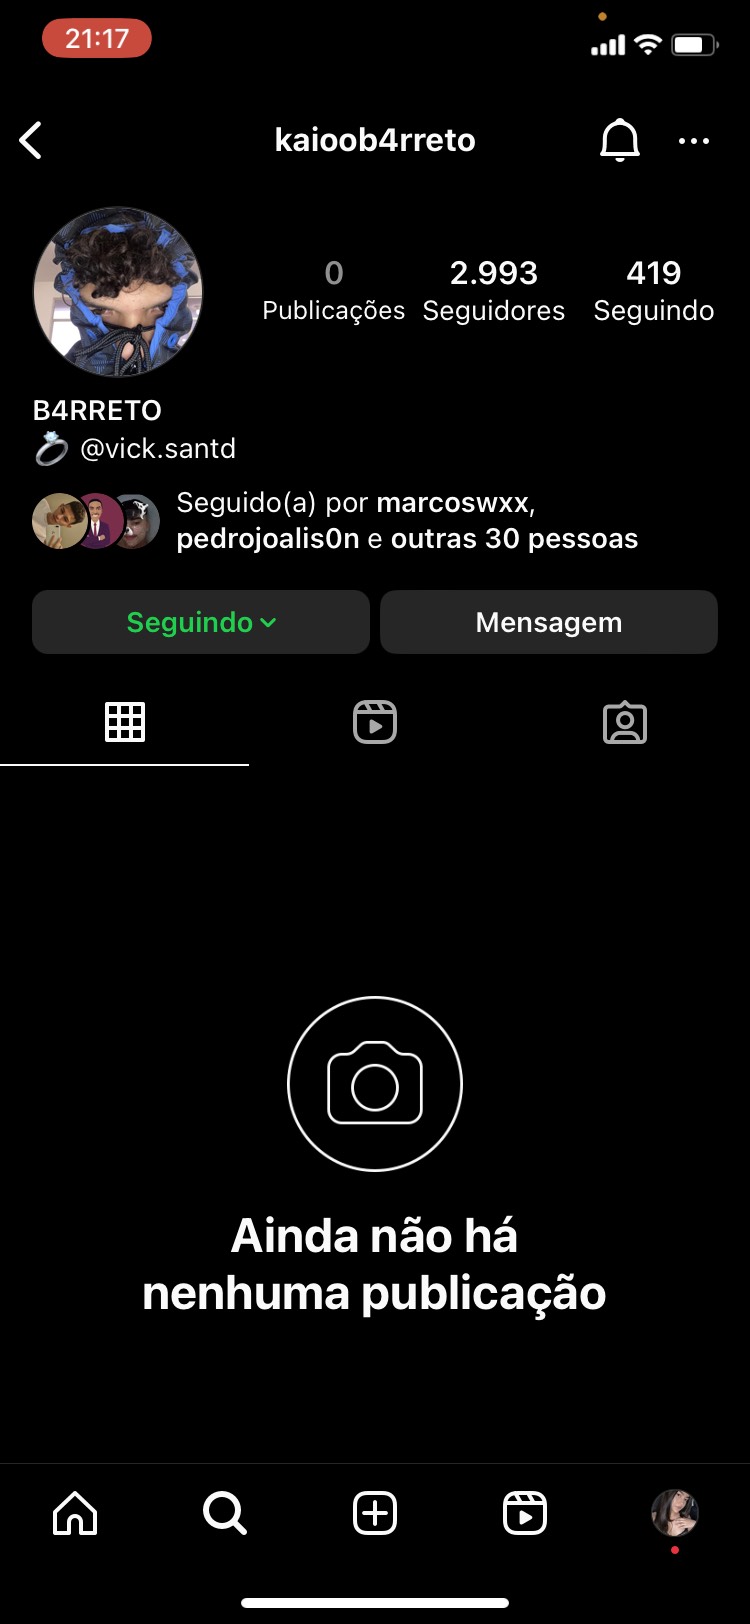 21:17
kaioob4rreto
0
2.993
419
Publicações
Seguidores
Seguindo
B4RRETO
@vick.santd
Seguido(a) por marcoswxx,
pedrojoalis0n e outras 30 pessoas
Seguindo
Mensagem
Ainda não há
nenhuma publicação